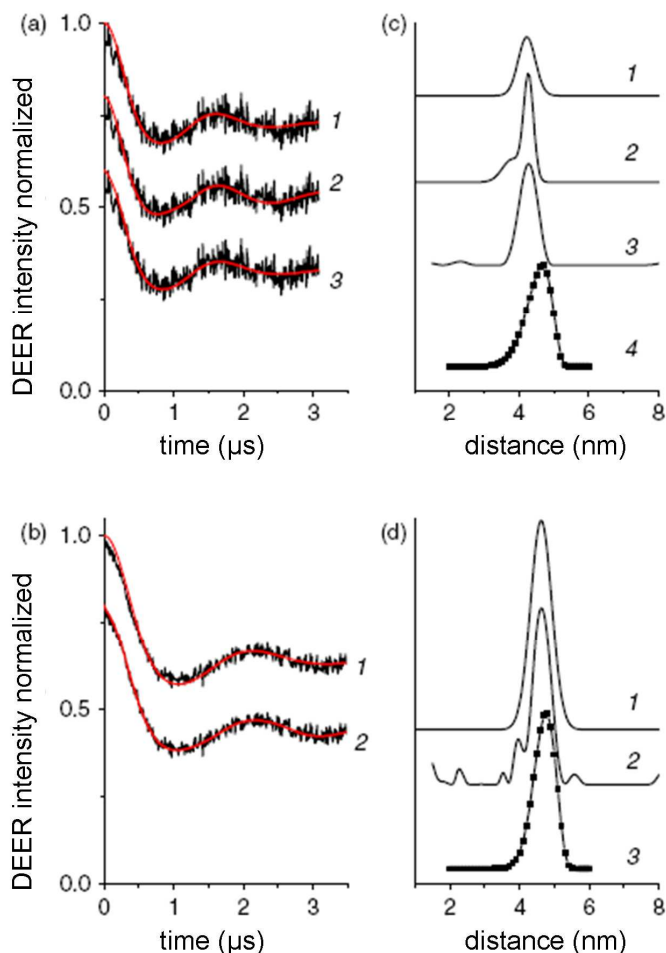 (a)
1.0
0.5
0.0
DEER intensity normalized
1
2
3
0 1 2 3
time (μs)
(c)
1
2
3
4
2 4 6 8
distance (nm)
(b)
1.0
0.5
0.0
DEER intensity normalized
1
2
0 1 2 3
time (μs)
(d)
1
2
3
2 4 6 8
distance (nm)